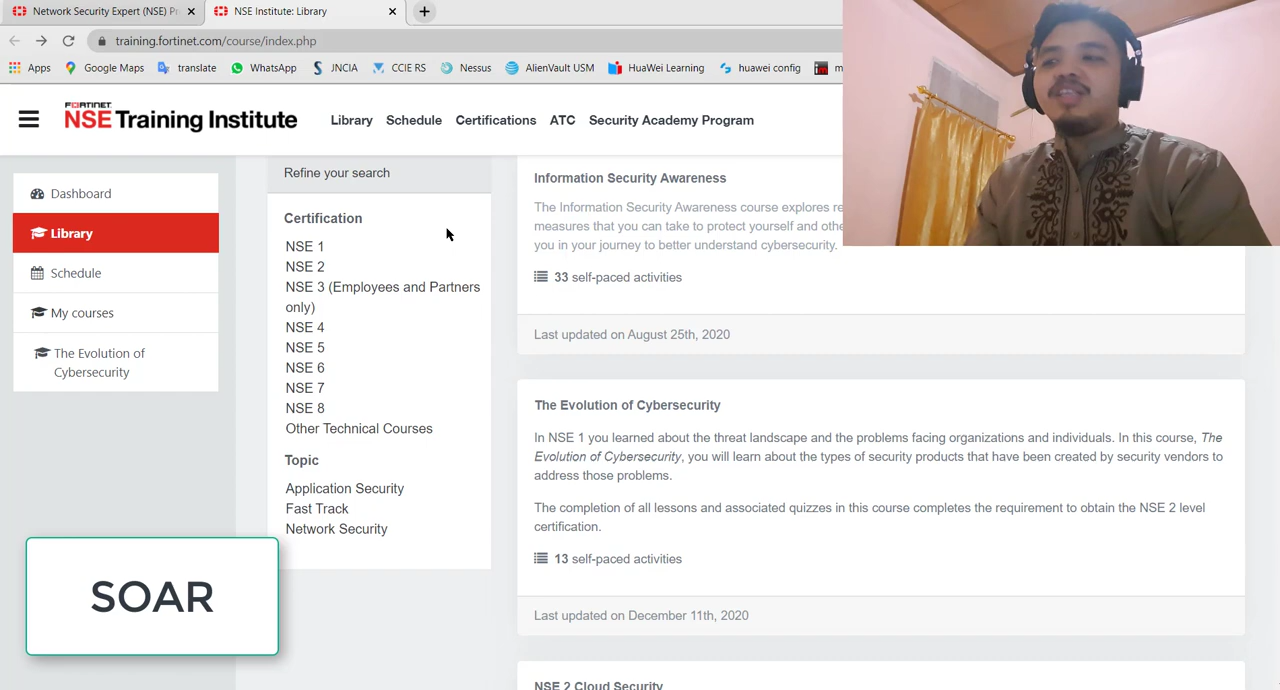 Network Security Expert (NSE) Pr
NSE Institute: Library
training.fortinet.com/course/index.php
Apps
Google Maps
translate
WhatsApp
JNCIA
CCIE RS
Nessus
AlienVault USM
HuaWei Learning
huawei config
m
FORTINET
NSE Training Institute
Library
Schedule
Certifications
ATC
Security Academy Program
Dashboard
Library
Schedule
My courses
The Evolution of
Cybersecurity
Refine your search
Certification
NSE 1
NSE 2
NSE 3 (Employees and Partners
only)
NSE 4
NSE 5
NSE 6
NSE 7
NSE 8
Other Technical Courses
Topic
Application Security
Fast Track
Network Security
Information Security Awareness
The Information Security Awareness course explores re
measures that you can take to protect yourself and othe
you in your journey to better understand cybersecurity.
33 self-paced activities
Last updated on August 25th, 2020
The Evolution of Cybersecurity
In NSE 1 you learned about the threat landscape and the problems facing organizations and individuals. In this course, The
Evolution of Cybersecurity, you will learn about the types of security products that have been created by security vendors to
address those problems.
The completion of all lessons and associated quizzes in this course completes the requirement to obtain the NSE 2 level
certification.
13 self-paced activities
Last updated on December 11th, 2020
NSE 2 Cloud Security
SOAR